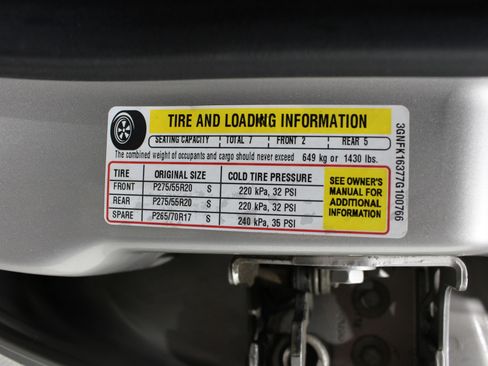 TIRE AND LOADING INFORMATION
SEATING CAPACITY TOTAL 7 FRONT 2 REAR 5
The combined weight of occupants and cargo should never exceed 649 kg or 1430 lbs.
TIRE ORIGINAL SIZE COLD TIRE PRESSURE
FRONT P275/55R20 S 220 kPa, 32 PSI
REAR P275/55R20 S 220 kPa, 32 PSI
SPARE P265/70R17 S 240 kPa, 35 PSI
SEE OWNER'S
MANUAL FOR
ADDITIONAL
INFORMATION
3GNFK16377G100766